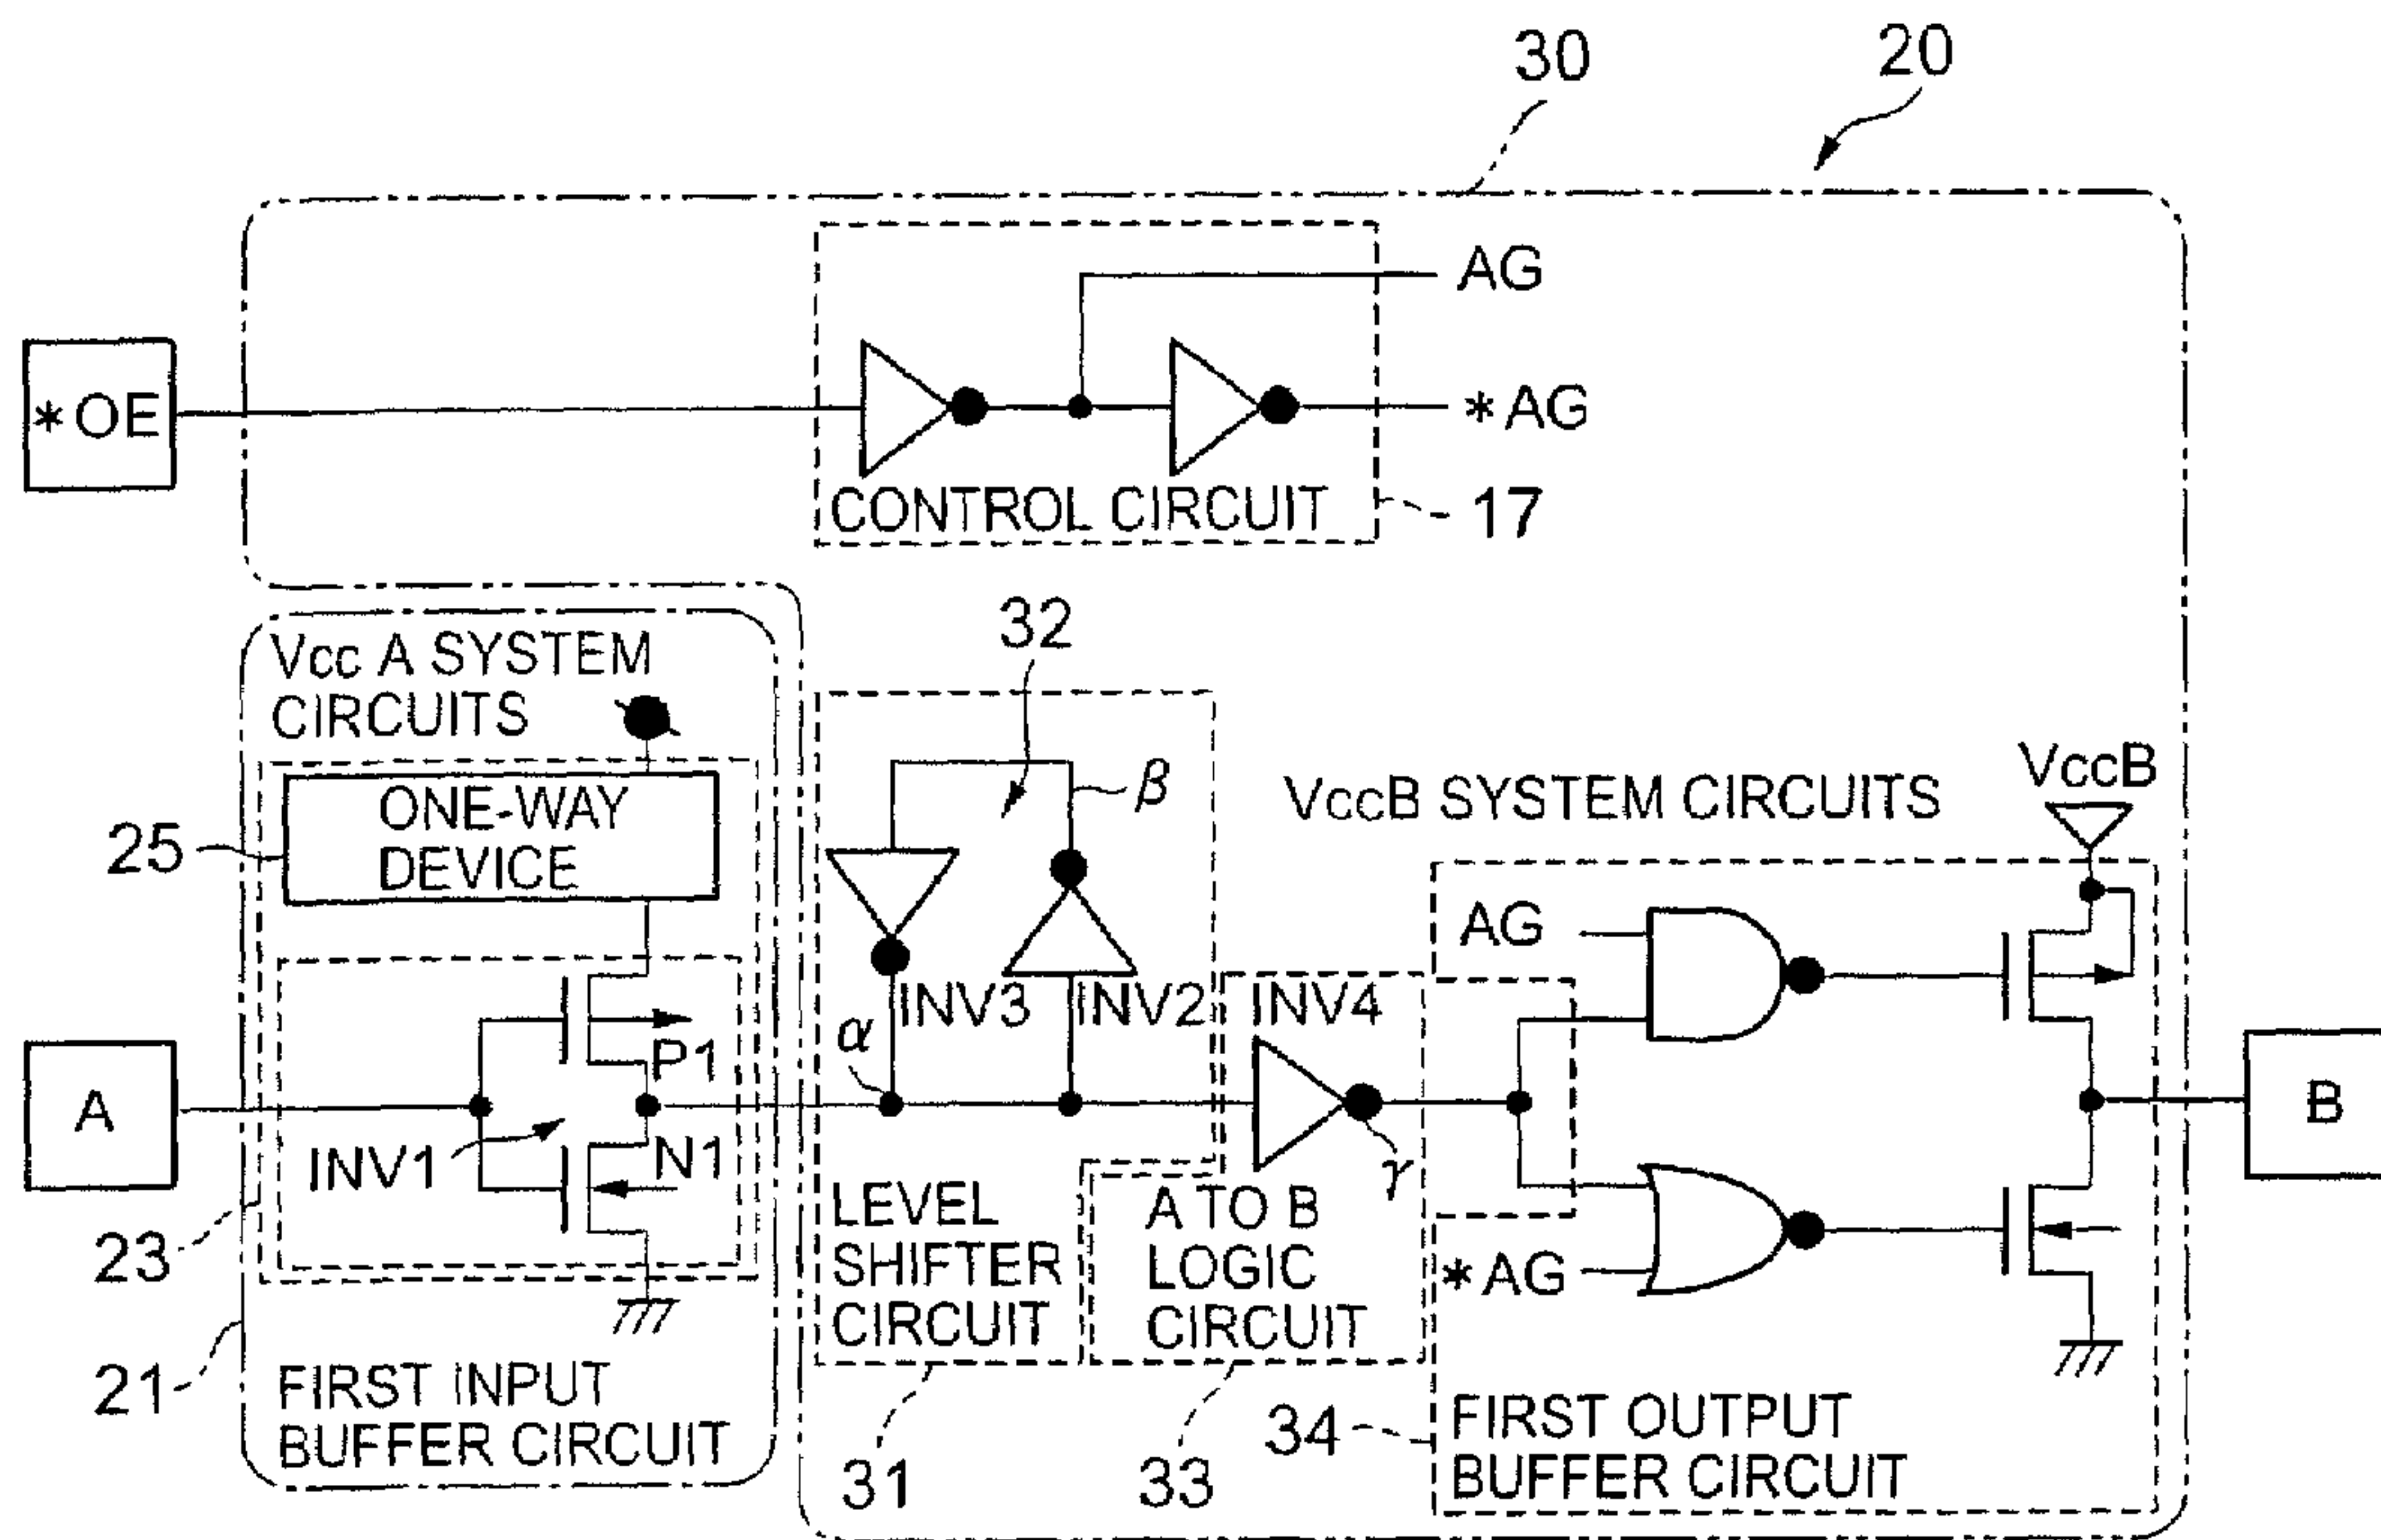 30
20
AG
*OE
*AG
CONTROL CIRCUIT
17
Vcc A SYSTEM
CIRCUITS
32
β
VccB
VccB SYSTEM CIRCUITS
25
ONE-WAY
DEVICE
AG
INV3
INV2
INV4
α
P1
A
B
INV1
N1
γ
23
LEVEL
SHIFTER
CIRCUIT
A TO B
LOGIC
CIRCUIT
*AG
21
FIRST INPUT
BUFFER CIRCUIT
31
33
34
FIRST OUTPUT
BUFFER CIRCUIT